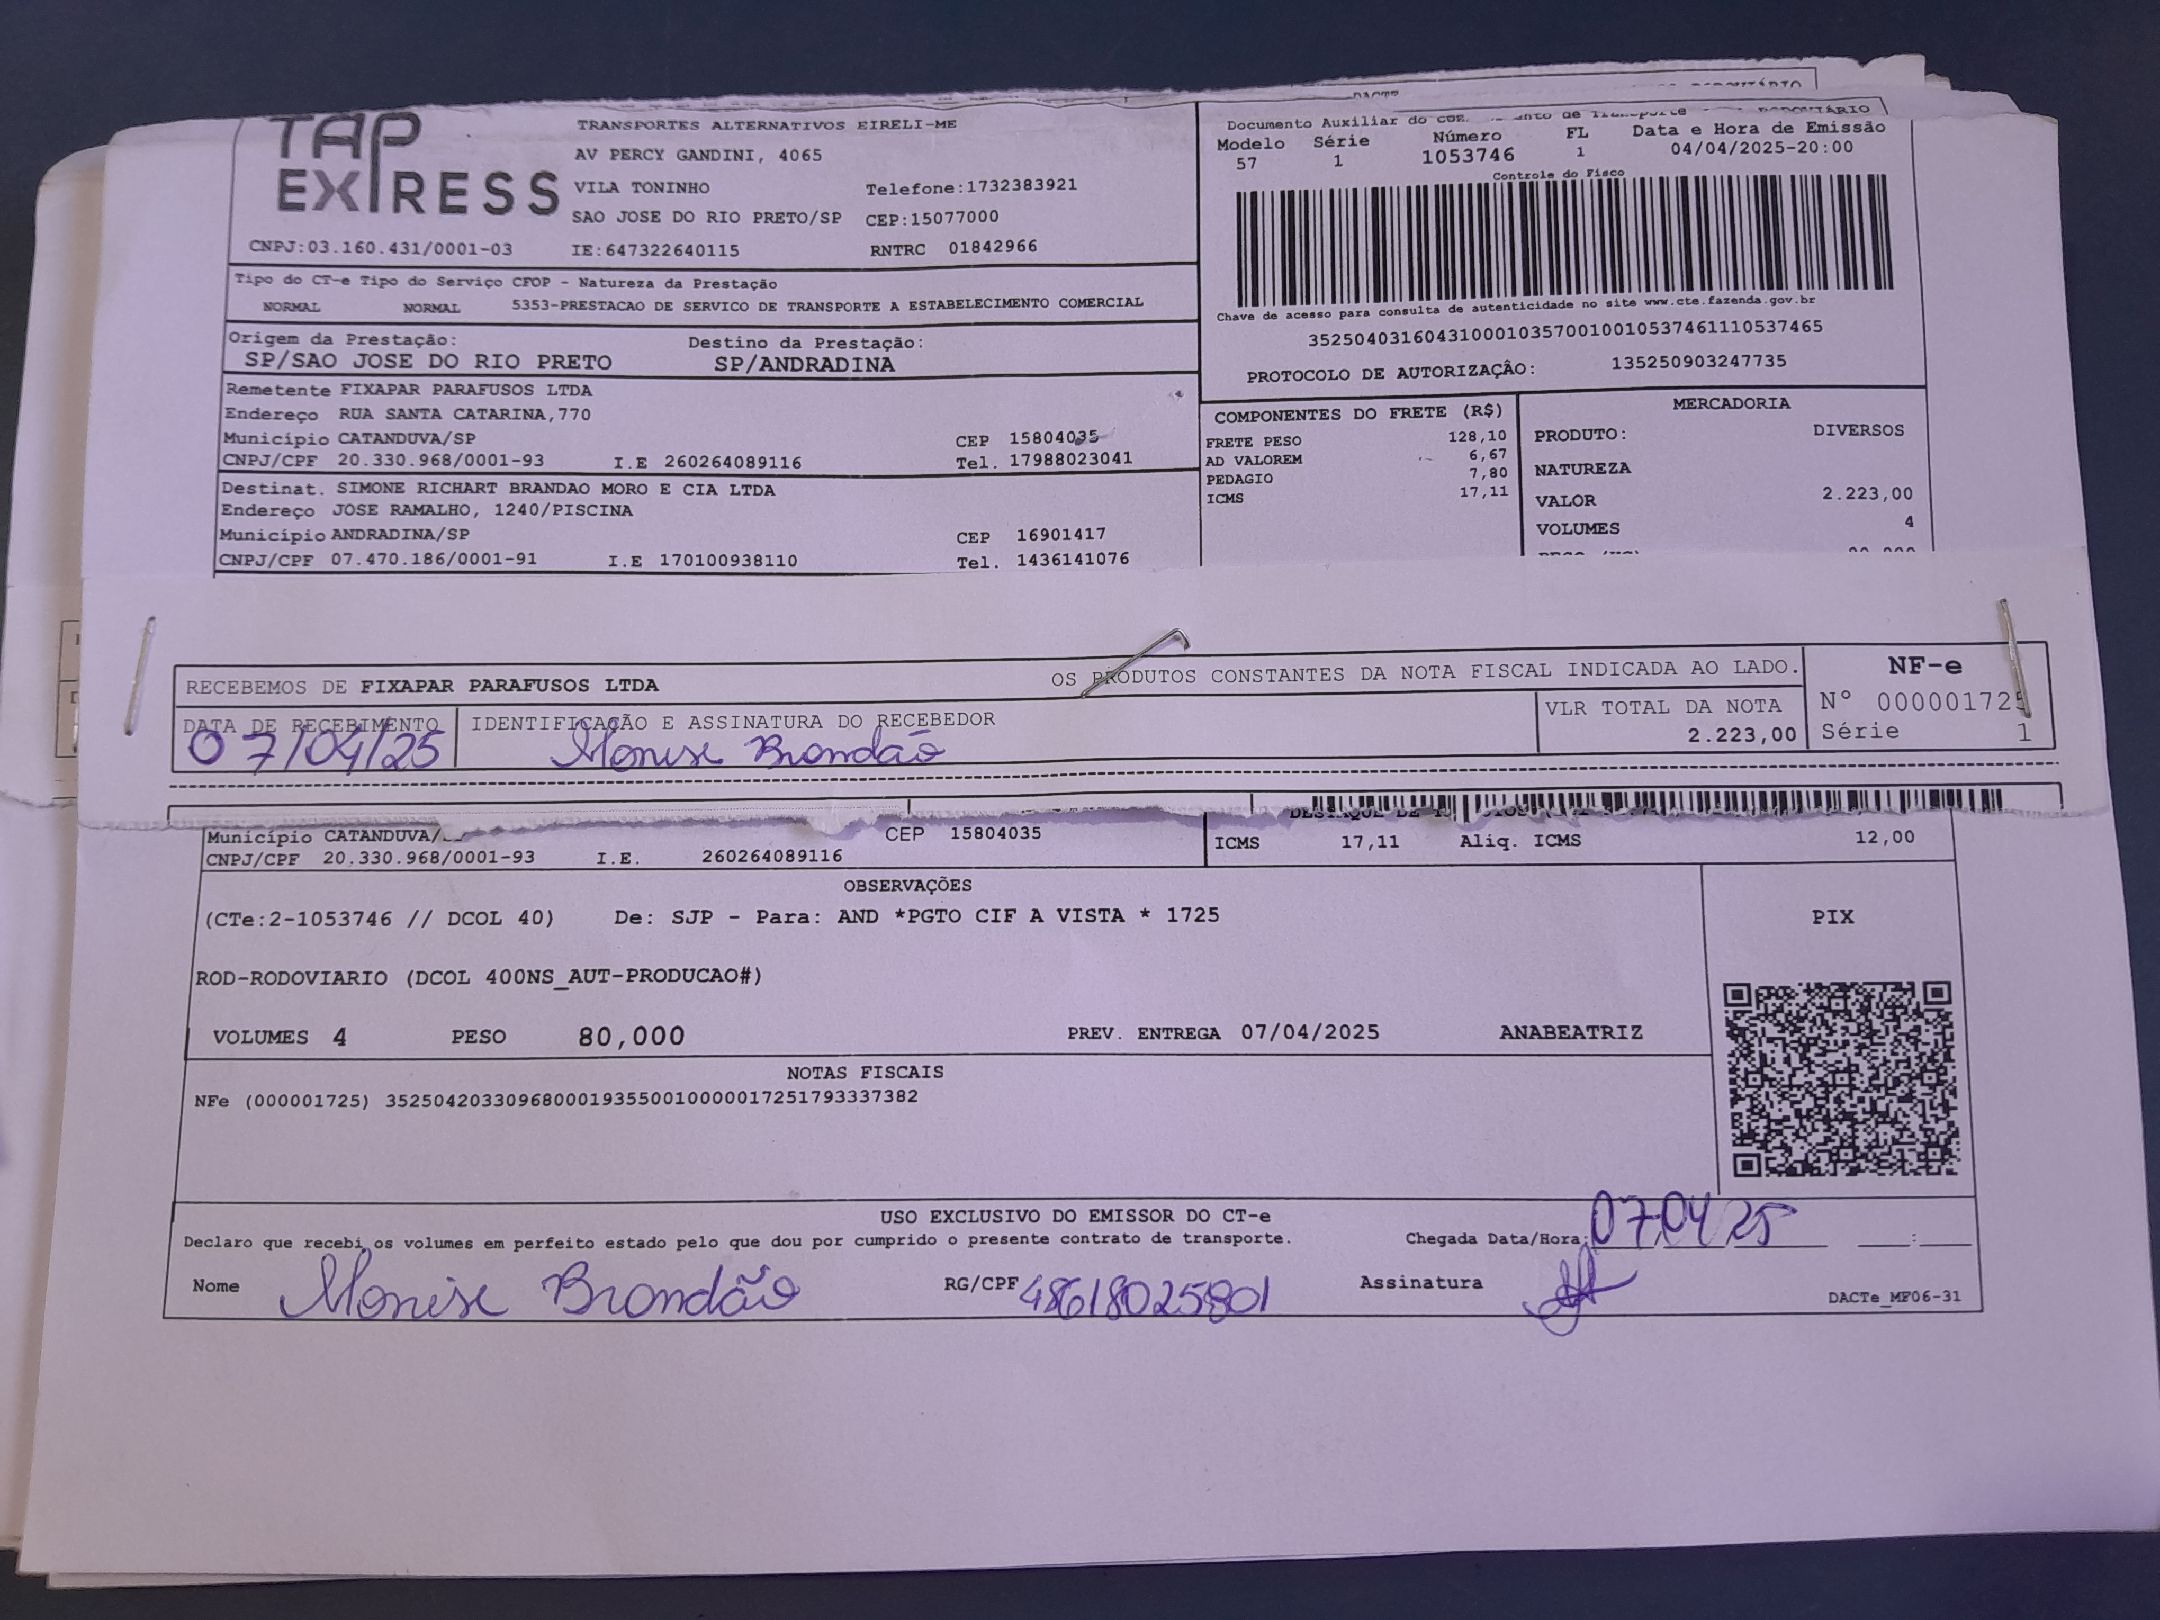 TAP EXPRESS
TRANSPORTES ALTERNATIVOS EIRELI-ME
AV PERCY GANDINI, 4065
VILA TONINHO Telefone:1732383921
SAO JOSE DO RIO PRETO/SP CEP:15077000
CNPJ:03.160.431/0001-03 IE:647322640115 RNTRC 01842966
Tipo do CT-e Tipo do Serviço CFOP - Natureza da Prestação
NORMAL NORMAL 5353-PRESTACAO DE SERVICO DE TRANSPORTE A ESTABELECIMENTO COMERCIAL
Origem da Prestação: Destino da Prestação:
SP/SAO JOSE DO RIO PRETO SP/ANDRADINA
Remetente FIXAPAR PARAFUSOS LTDA
Endereço RUA SANTA CATARINA,770
Município CATANDUVA/SP CEP 15804035
CNPJ/CPF 20.330.968/0001-93 I.E 260264089116 Tel. 17988023041
Destinat. SIMONE RICHART BRANDAO MORO E CIA LTDA
Endereço JOSE RAMALHO, 1240/PISCINA
Município ANDRADINA/SP CEP 16901417
CNPJ/CPF 07.470.186/0001-91 I.E 170100938110 Tel. 1436141076
Documento Auxiliar do
Modelo Série Número FL Data e Hora de Emissão
57 1 1053746 1 04/04/2025-20:00
Controle do Fisco
Chave de acesso para consulta de autenticidade no site www.cte.fazenda.gov.br
35250403160431000103570010010537461110537465
PROTOCOLO DE AUTORIZAÇÂO: 135250903247735
COMPONENTES DO FRETE (R$)
FRETE PESO 128,10
AD VALOREM 6,67
PEDAGIO 7,80
ICMS 17,11
MERCADORIA
PRODUTO: DIVERSOS
NATUREZA
VALOR 2.223,00
VOLUMES 4
RECEBEMOS DE FIXAPAR PARAFUSOS LTDA OS PRODUTOS CONSTANTES DA NOTA FISCAL INDICADA AO LADO.
DATA DE RECEBIMENTO IDENTIFICAÇÃO E ASSINATURA DO RECEBEDOR
07/04/25 Monise Brandão
VLR TOTAL DA NOTA
2.223,00
NF-e
Nº 000001725
Série 1
Município CATANDUVA/ CEP 15804035
CNPJ/CPF 20.330.968/0001-93 I.E. 260264089116
ICMS 17,11 Aliq. ICMS 12,00
OBSERVAÇÕES
(CTe:2-1053746 // DCOL 40) De: SJP - Para: AND *PGTO CIF A VISTA * 1725
ROD-RODOVIARIO (DCOL 400NS_AUT-PRODUCAO#)
VOLUMES 4 PESO 80,000 PREV. ENTREGA 07/04/2025 ANABEATRIZ
PIX
NOTAS FISCAIS
NFe (000001725) 35250420330968000193550010000017251793337382
USO EXCLUSIVO DO EMISSOR DO CT-e
Declaro que recebi os volumes em perfeito estado pelo que dou por cumprido o presente contrato de transporte. Chegada Data/Hora: 07 04 25
Nome Monise Brandão RG/CPF 48618025801 Assinatura
DACTe_MF06-31